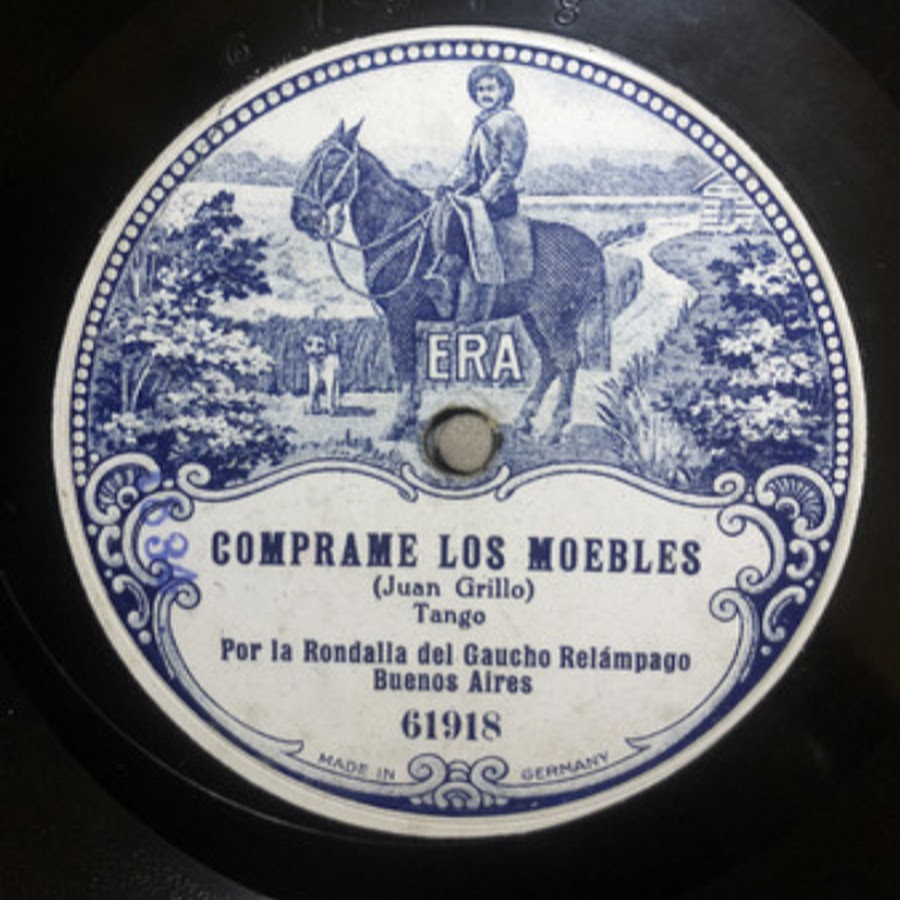 ERA
COMPRAME LOS MOEBLES
(Juan Grillo)
Tango
Por la Rondalla del Gaucho Relámpago
Buenos Aires
61918
MADE IN GERMANY